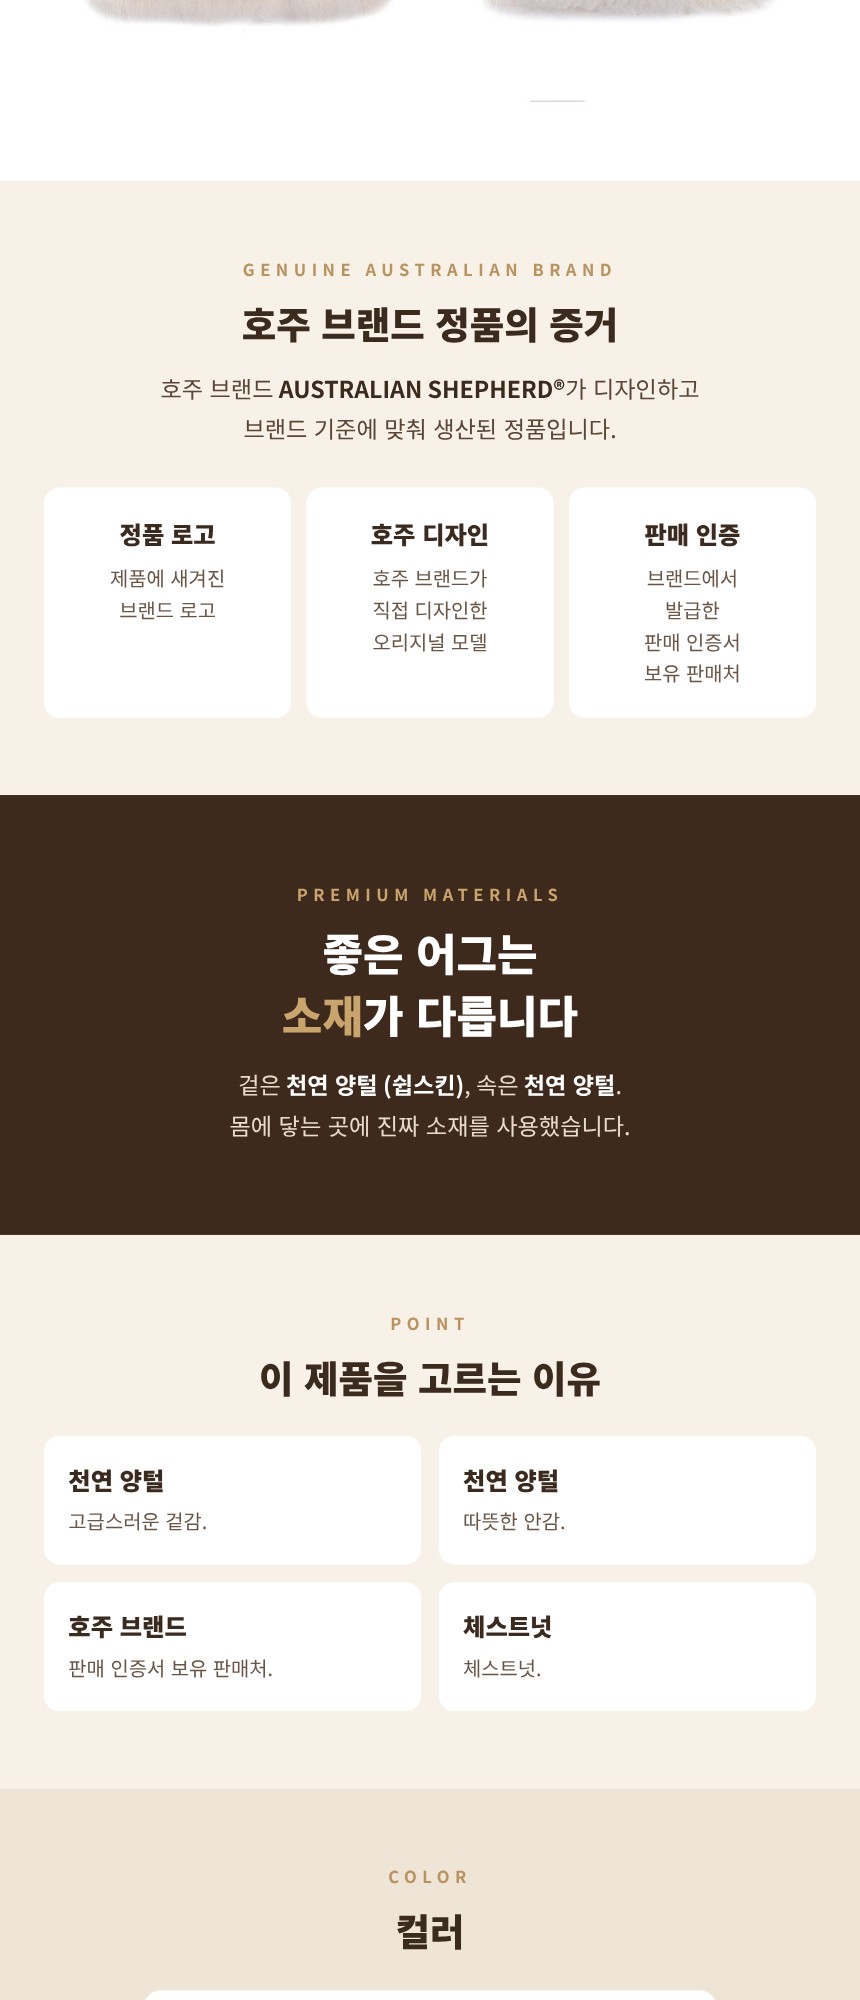 GENUINE AUSTRALIAN BRAND
호주 브랜드 정품의 증거
호주 브랜드 AUSTRALIAN SHEPHERD®가 디자인하고
브랜드 기준에 맞춰 생산된 정품입니다.
정품 로고
제품에 새겨진
브랜드 로고
호주 디자인
호주 브랜드가
직접 디자인한
오리지널 모델
판매 인증
브랜드에서
발급한
판매 인증서
보유 판매처
PREMIUM MATERIALS
좋은 어그는
소재가 다릅니다
겉은 천연 양털 (쉽스킨), 속은 천연 양털.
몸에 닿는 곳에 진짜 소재를 사용했습니다.
POINT
이 제품을 고르는 이유
천연 양털
고급스러운 겉감.
천연 양털
따뜻한 안감.
호주 브랜드
판매 인증서 보유 판매처.
체스트넛
체스트넛.
COLOR
컬러